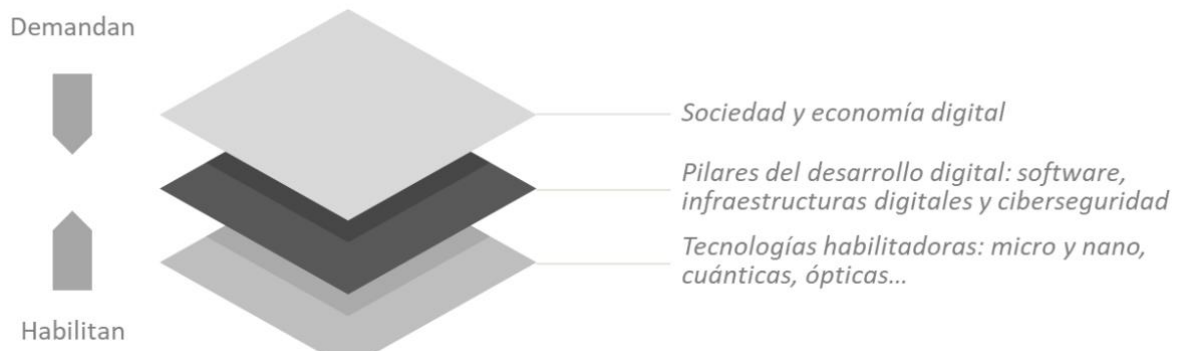 Demandan
Sociedad y economía digital
Pilares del desarrollo digital: software,
infraestructuras digitales y ciberseguridad
Tecnologías habilitadoras: micro y nano,
cuánticas, ópticas...
Habilitan